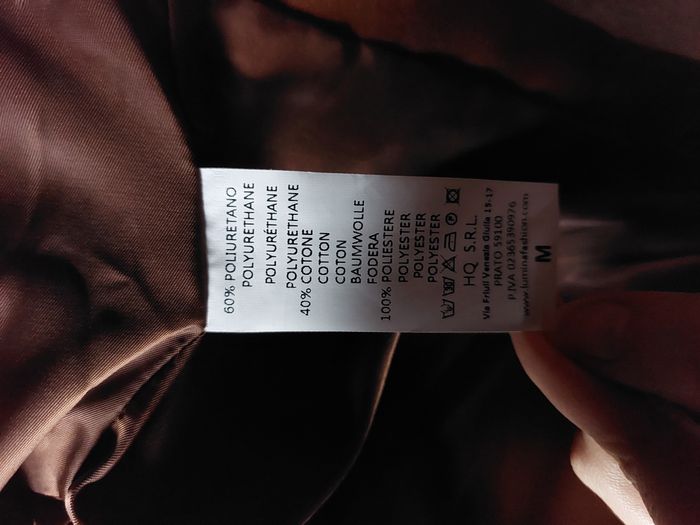 60% POLIURETANO
POLYURETHANE
POLYURÉTHANE
POLYURETHANE
40% COTONE
COTTON
COTON
BAUMWOLLE
FODERA
100% POLIESTERE
POLYESTER
POLYESTER
POLYESTER
HQ S.R.L.
Via Friuli Venezia Giulia 15-17
PRATO 59100
P.IVA 02365390976
www.luminafashion.com
M